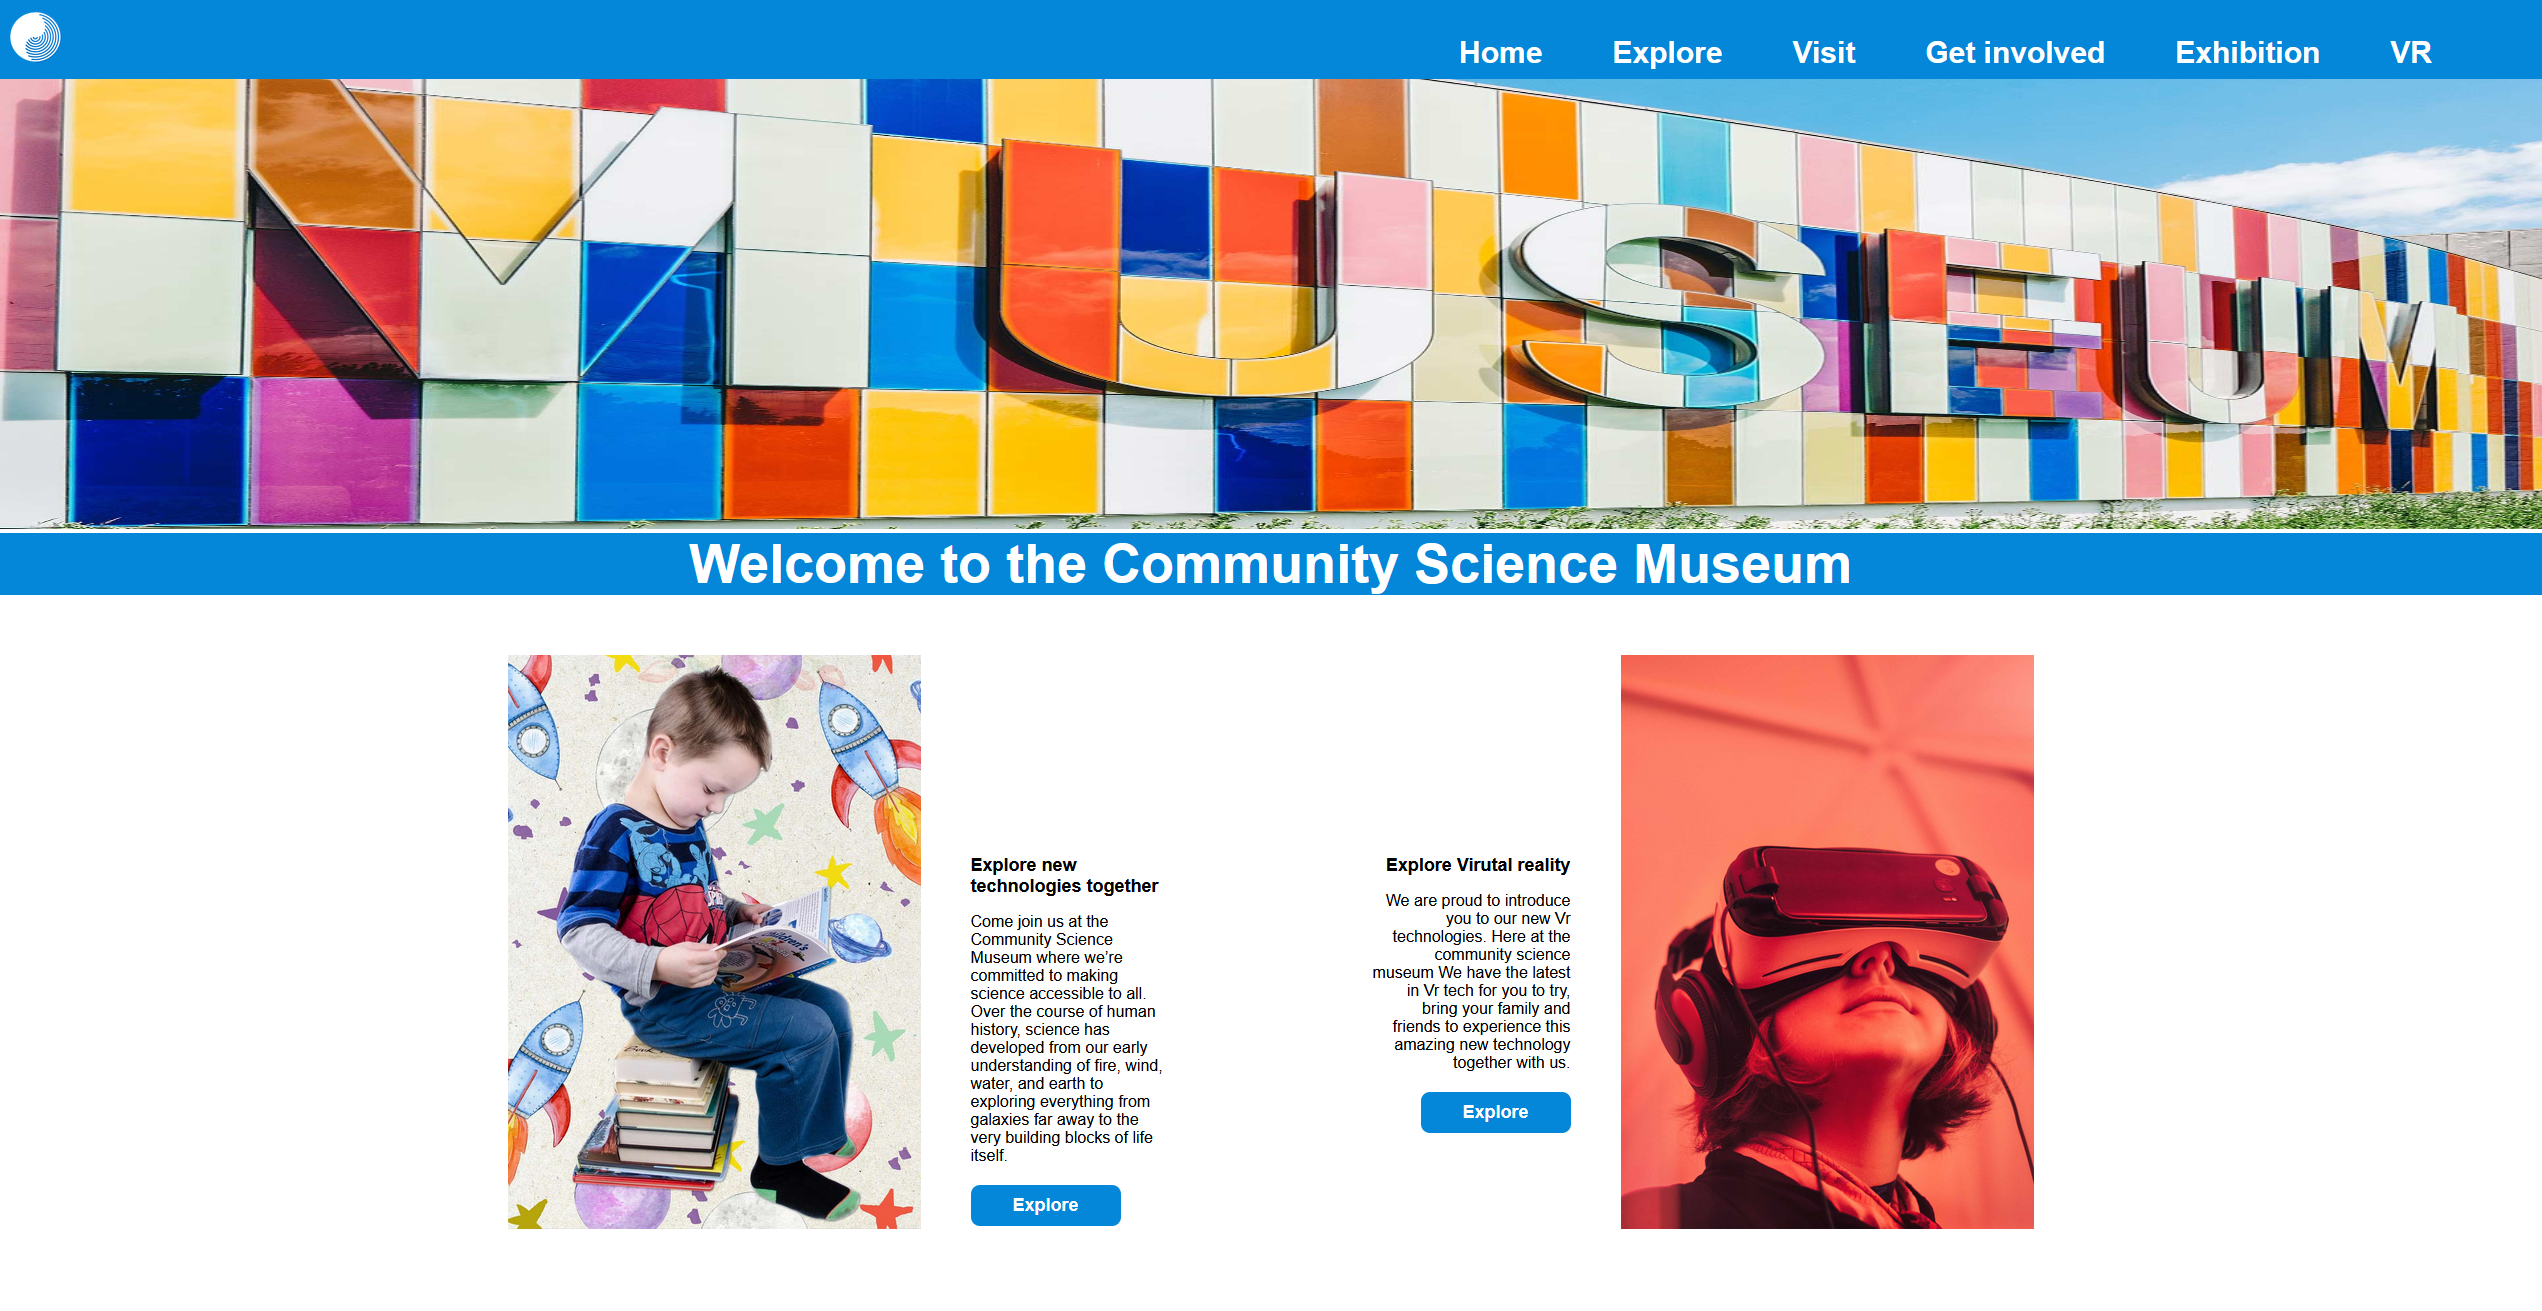 Home Explore Visit Get involved Exhibition VR
MUSEUM
Welcome to the Community Science Museum
Explore new
technologies together
Come join us at the
Community Science
Museum where we're
committed to making
science accessible to all.
Over the course of human
history, science has
developed from our early
understanding of fire, wind,
water, and earth to
exploring everything from
galaxies far away to the
very building blocks of life
itself.
Explore
Explore Virutal reality
We are proud to introduce
you to our new Vr
technologies. Here at the
community science
museum We have the latest
in Vr tech for you to try,
bring your family and
friends to experience this
amazing new technology
together with us.
Explore